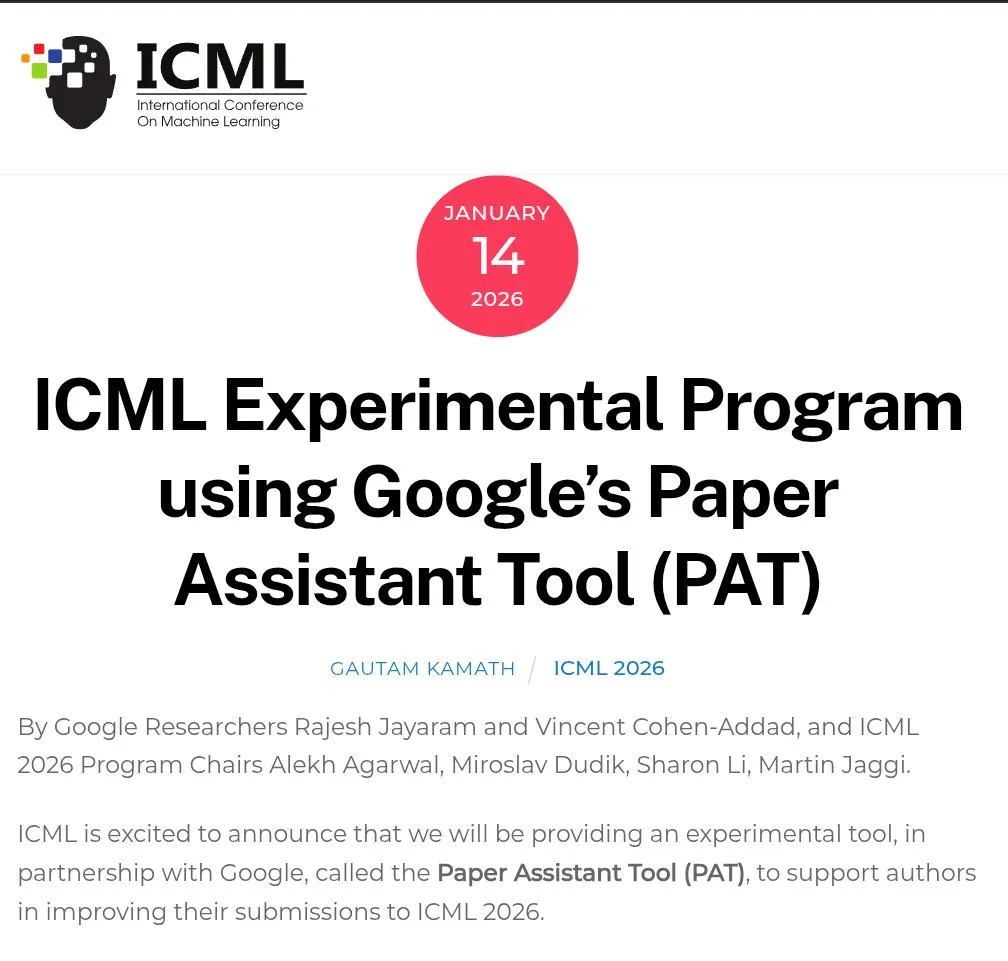 ICML
International Conference
On Machine Learning
JANUARY
14
2026
ICML Experimental Program
using Google’s Paper
Assistant Tool (PAT)
GAUTAM KAMATH / ICML 2026
By Google Researchers Rajesh Jayaram and Vincent Cohen-Addad, and ICML
2026 Program Chairs Alekh Agarwal, Miroslav Dudik, Sharon Li, Martin Jaggi.
ICML is excited to announce that we will be providing an experimental tool, in
partnership with Google, called the Paper Assistant Tool (PAT), to support authors
in improving their submissions to ICML 2026.